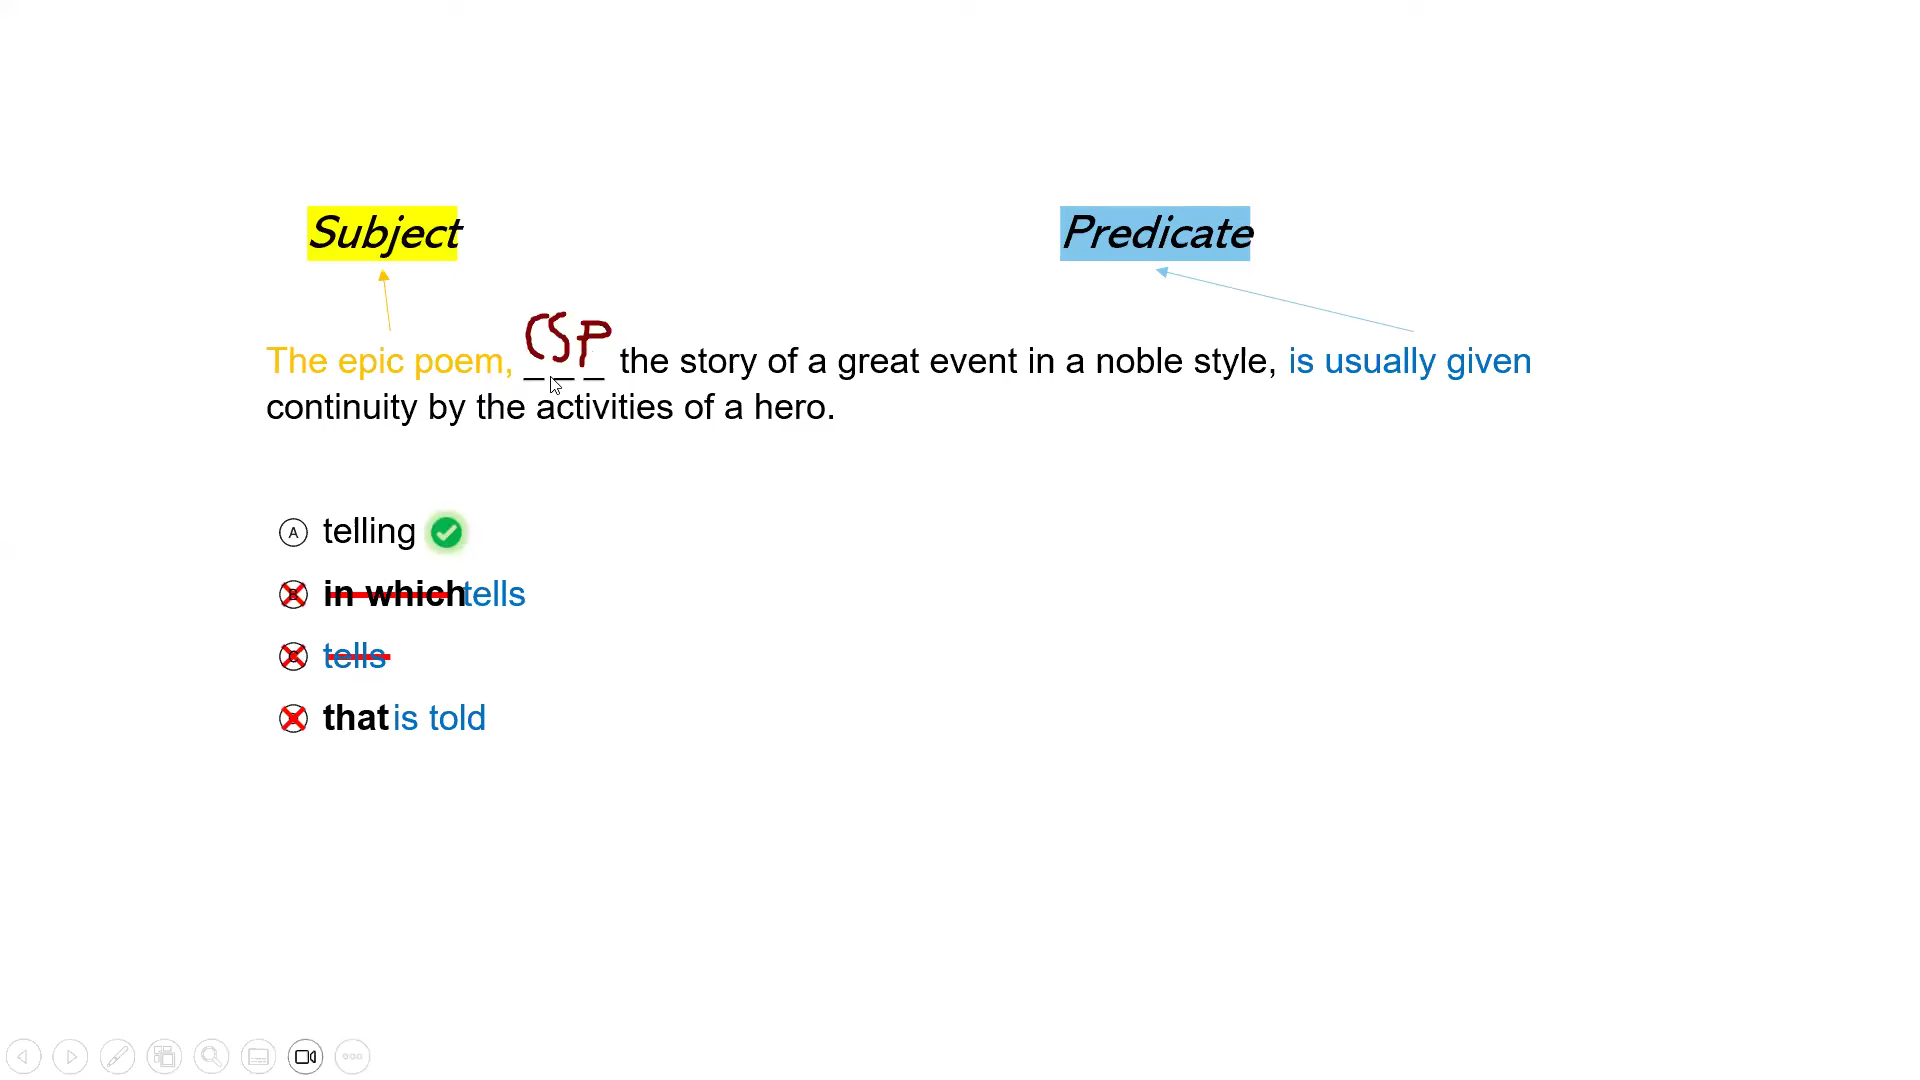 Subject Predicate
CSP
The epic poem, _ _ _ the story of a great event in a noble style, is usually given
continuity by the activities of a hero.
A telling
in which tells
tells
that is told